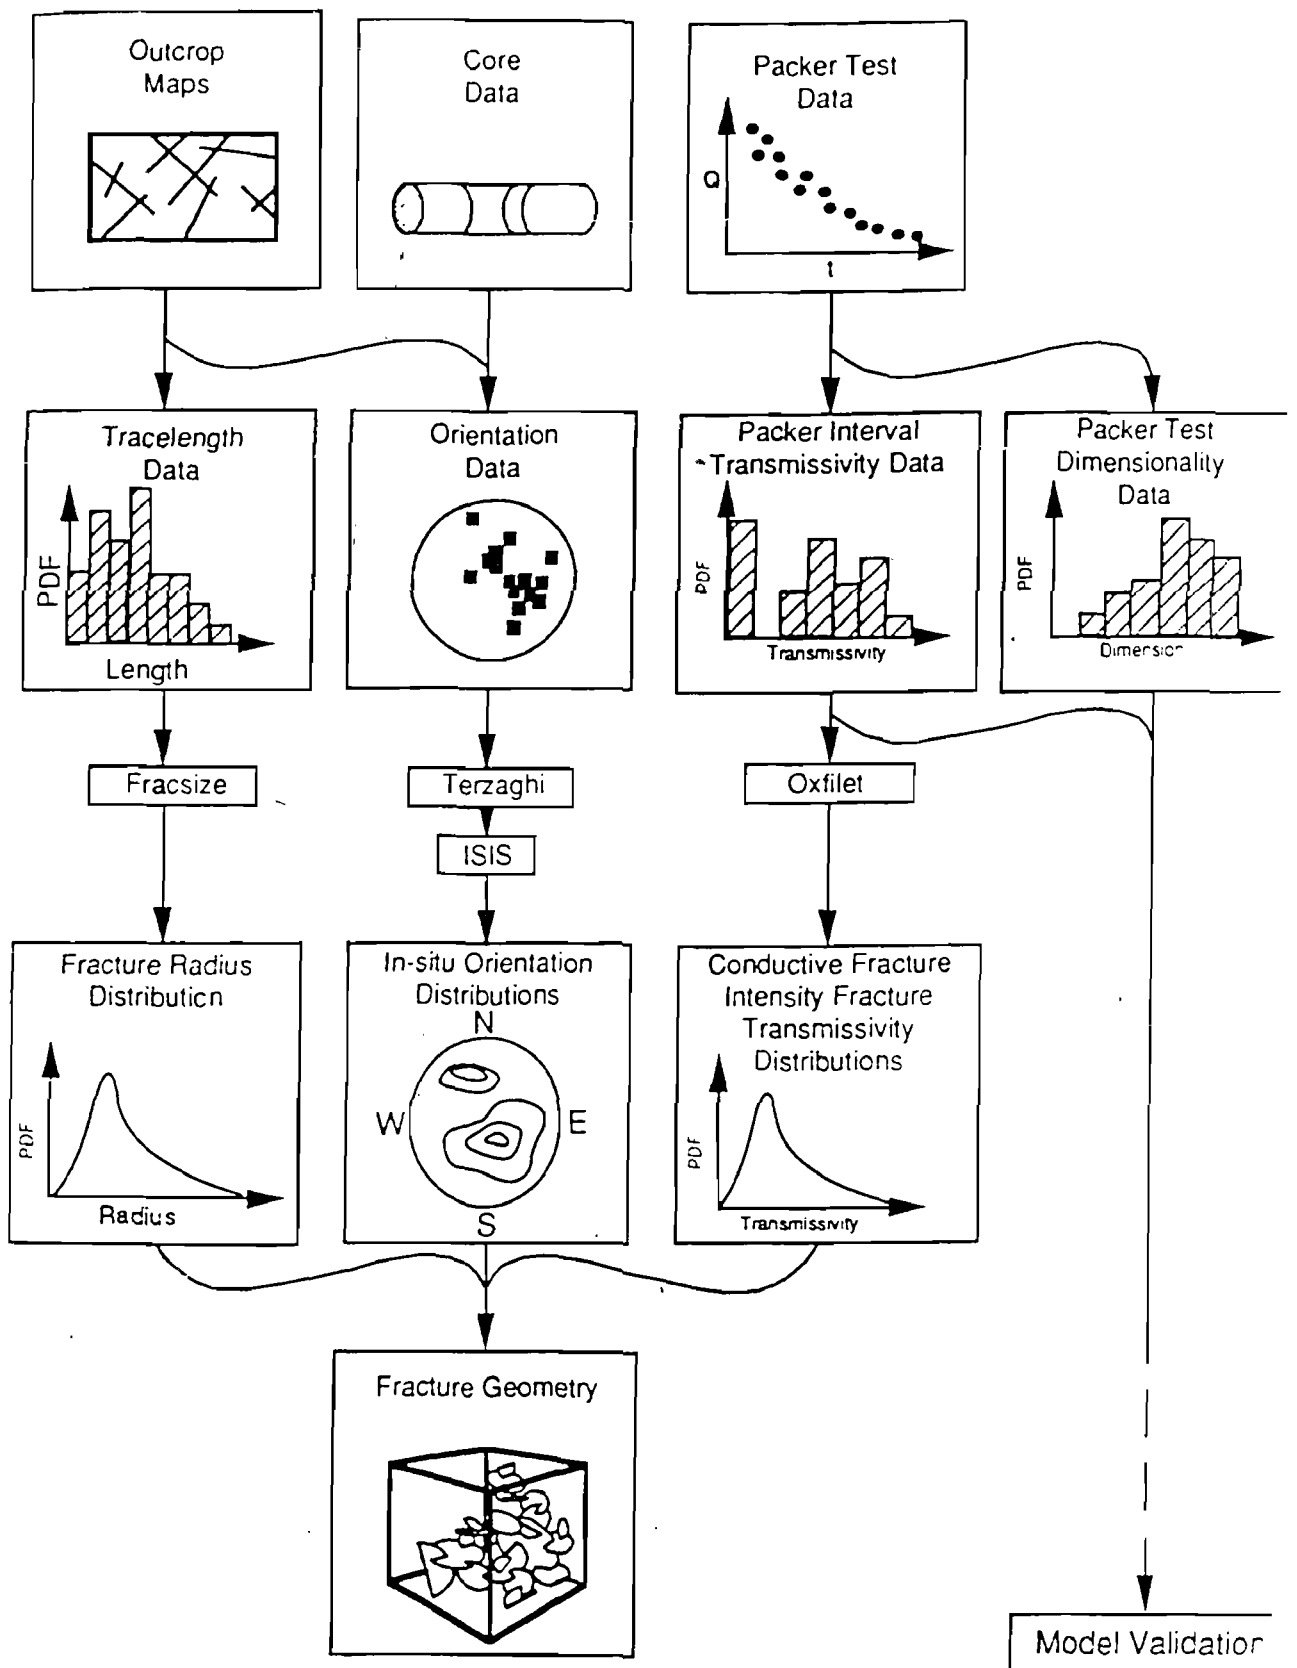 Outcrop
Maps
Core
Data
Packer Test
Data
Q
t
Tracelength
Data
PDF
Length
Orientation
Data
Packer Interval
Transmissivity Data
PDF
Transmissivity
Packer Test
Dimensionality
Data
PDF
Dimension
Fracsize
Terzaghi
ISIS
Oxfilet
Fracture Radius
Distribution
PDF
Radius
In-situ Orientation
Distributions
N
W
E
S
Conductive Fracture
Intensity Fracture
Transmissivity
Distributions
PDF
Transmissivity
Fracture Geometry
Model Validation